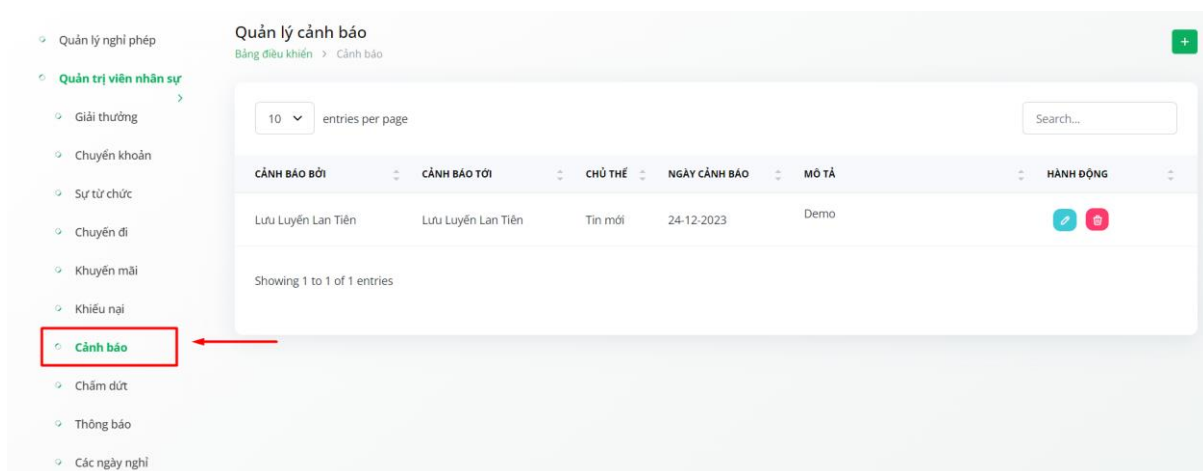 Quản lý nghỉ phép
Quản trị viên nhân sự
Giải thưởng
Chuyển khoản
Sự từ chức
Chuyến đi
Khuyến mãi
Khiếu nại
Cảnh báo
Chấm dứt
Thông báo
Các ngày nghỉ
Quản lý cảnh báo
Bảng điều khiển > Cảnh báo
+
10 entries per page
Search...
CẢNH BÁO BỞI CẢNH BÁO TỚI CHỦ THỂ NGÀY CẢNH BÁO MÔ TẢ HÀNH ĐỘNG
Lưu Luyến Lan Tiên Lưu Luyến Lan Tiên Tin mới 24-12-2023 Demo
Showing 1 to 1 of 1 entries